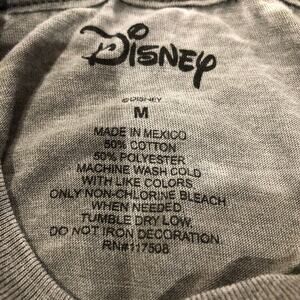 Disney
©DISNEY
M
MADE IN MEXICO
50% COTTON
50% POLYESTER
MACHINE WASH COLD
WITH LIKE COLORS
ONLY NON-CHLORINE BLEACH
WHEN NEEDED
TUMBLE DRY LOW
DO NOT IRON DECORATION
RN#117508